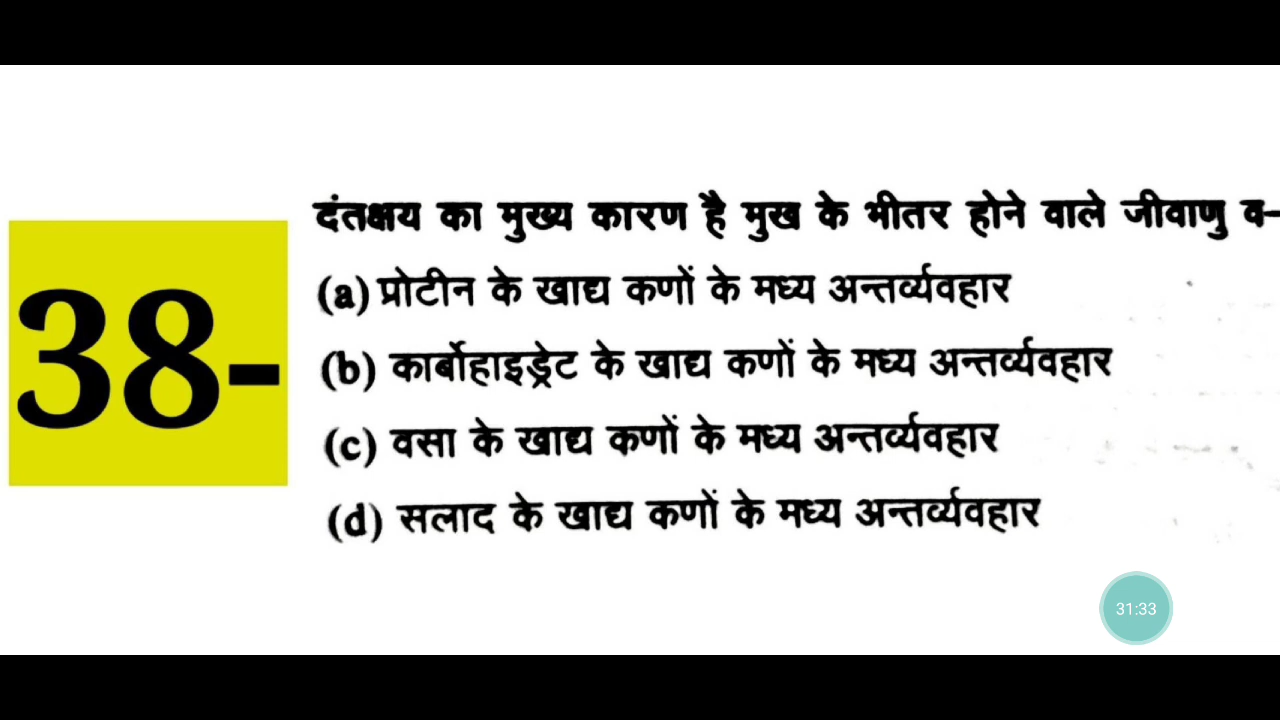 38-
दंतक्षय का मुख्य कारण है मुख के भीतर होने वाले जीवाणु व-
(a) प्रोटीन के खाद्य कणों के मध्य अन्तर्व्यवहार
(b) कार्बोहाइड्रेट के खाद्य कणों के मध्य अन्तर्व्यवहार
(c) वसा के खाद्य कणों के मध्य अन्तर्व्यवहार
(d) सलाद के खाद्य कणों के मध्य अन्तर्व्यवहार
31:33